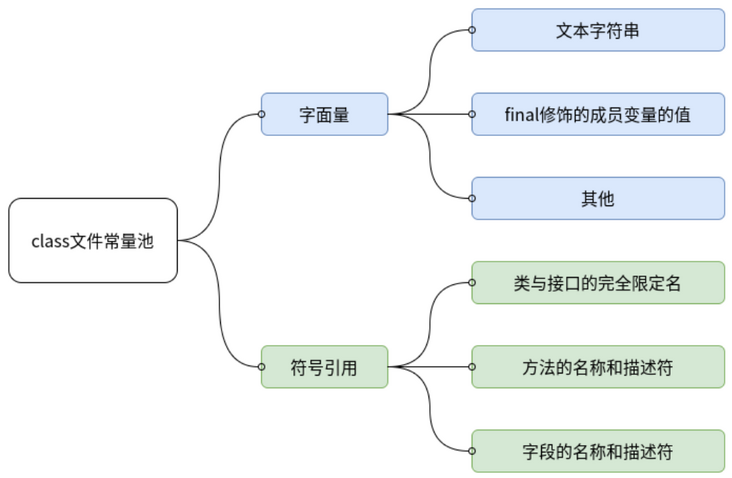 class文件常量池
字面量
文本字符串
final修饰的成员变量的值
其他
符号引用
类与接口的完全限定名
方法的名称和描述符
字段的名称和描述符